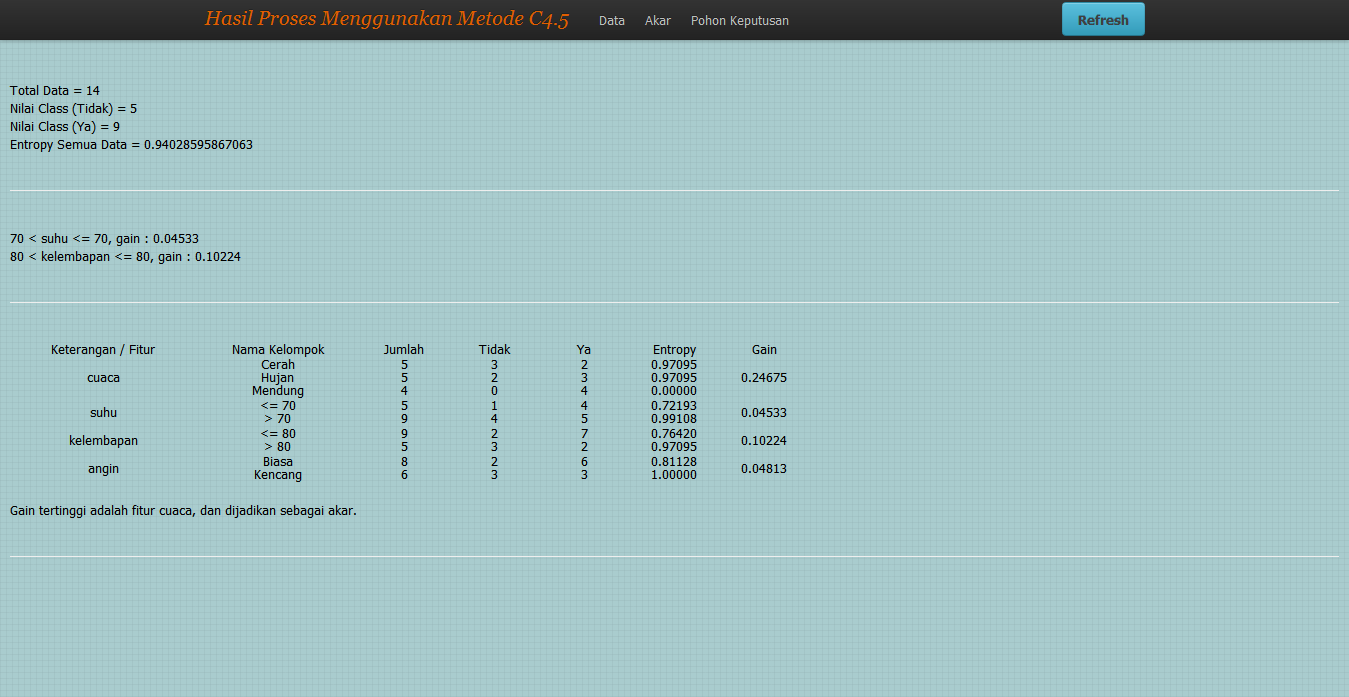 Hasil Proses Menggunakan Metode C4.5 Data Akar Pohon Keputusan Refresh
Total Data = 14
Nilai Class (Tidak) = 5
Nilai Class (Ya) = 9
Entropy Semua Data = 0.94028595867063
70 < suhu <= 70, gain : 0.04533
80 < kelembapan <= 80, gain : 0.10224
Keterangan / Fitur Nama Kelompok Jumlah Tidak Ya Entropy Gain
Cerah 5 3 2 0.97095
cuaca Hujan 5 2 3 0.97095 0.24675
Mendung 4 0 4 0.00000
<= 70 5 1 4 0.72193
suhu 0.04533
> 70 9 4 5 0.99108
<= 80 9 2 7 0.76420
kelembapan 0.10224
> 80 5 3 2 0.97095
Biasa 8 2 6 0.81128
angin 0.04813
Kencang 6 3 3 1.00000
Gain tertinggi adalah fitur cuaca, dan dijadikan sebagai akar.